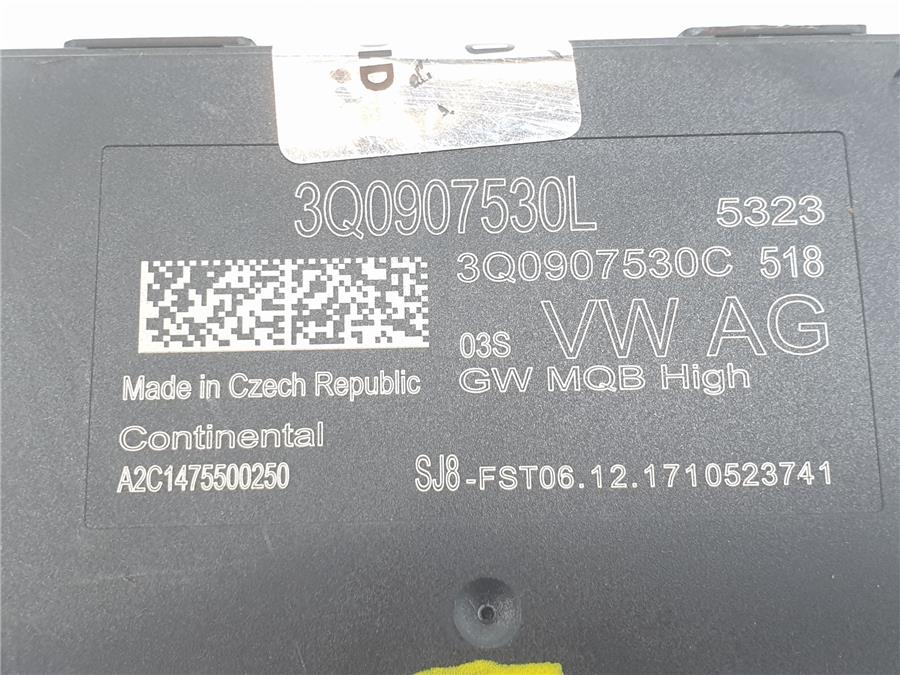 ID
3Q0907530L
5323
3Q0907530C 518
03S VW AG
GW MQB High
Made in Czech Republic
Continental
A2C1475500250
SJ8-FST06.12.1710523741